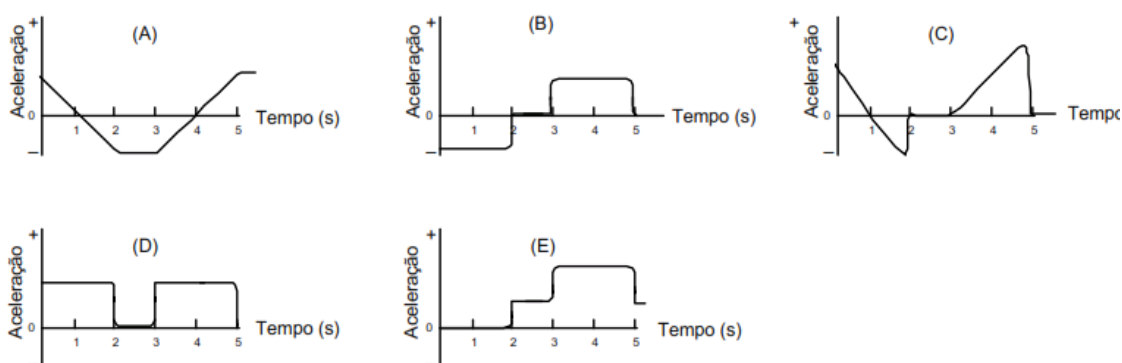 (A)
+
Aceleração
0
–
1 2 3 4 5
Tempo (s)
(B)
+
Aceleração
0
–
1 2 3 4 5
Tempo (s)
(C)
+
Aceleração
0
–
1 2 3 4 5
Tempo
(D)
+
Aceleração
0
1 2 3 4 5
Tempo (s)
(E)
+
Aceleração
0
1 2 3 4 5
Tempo (s)